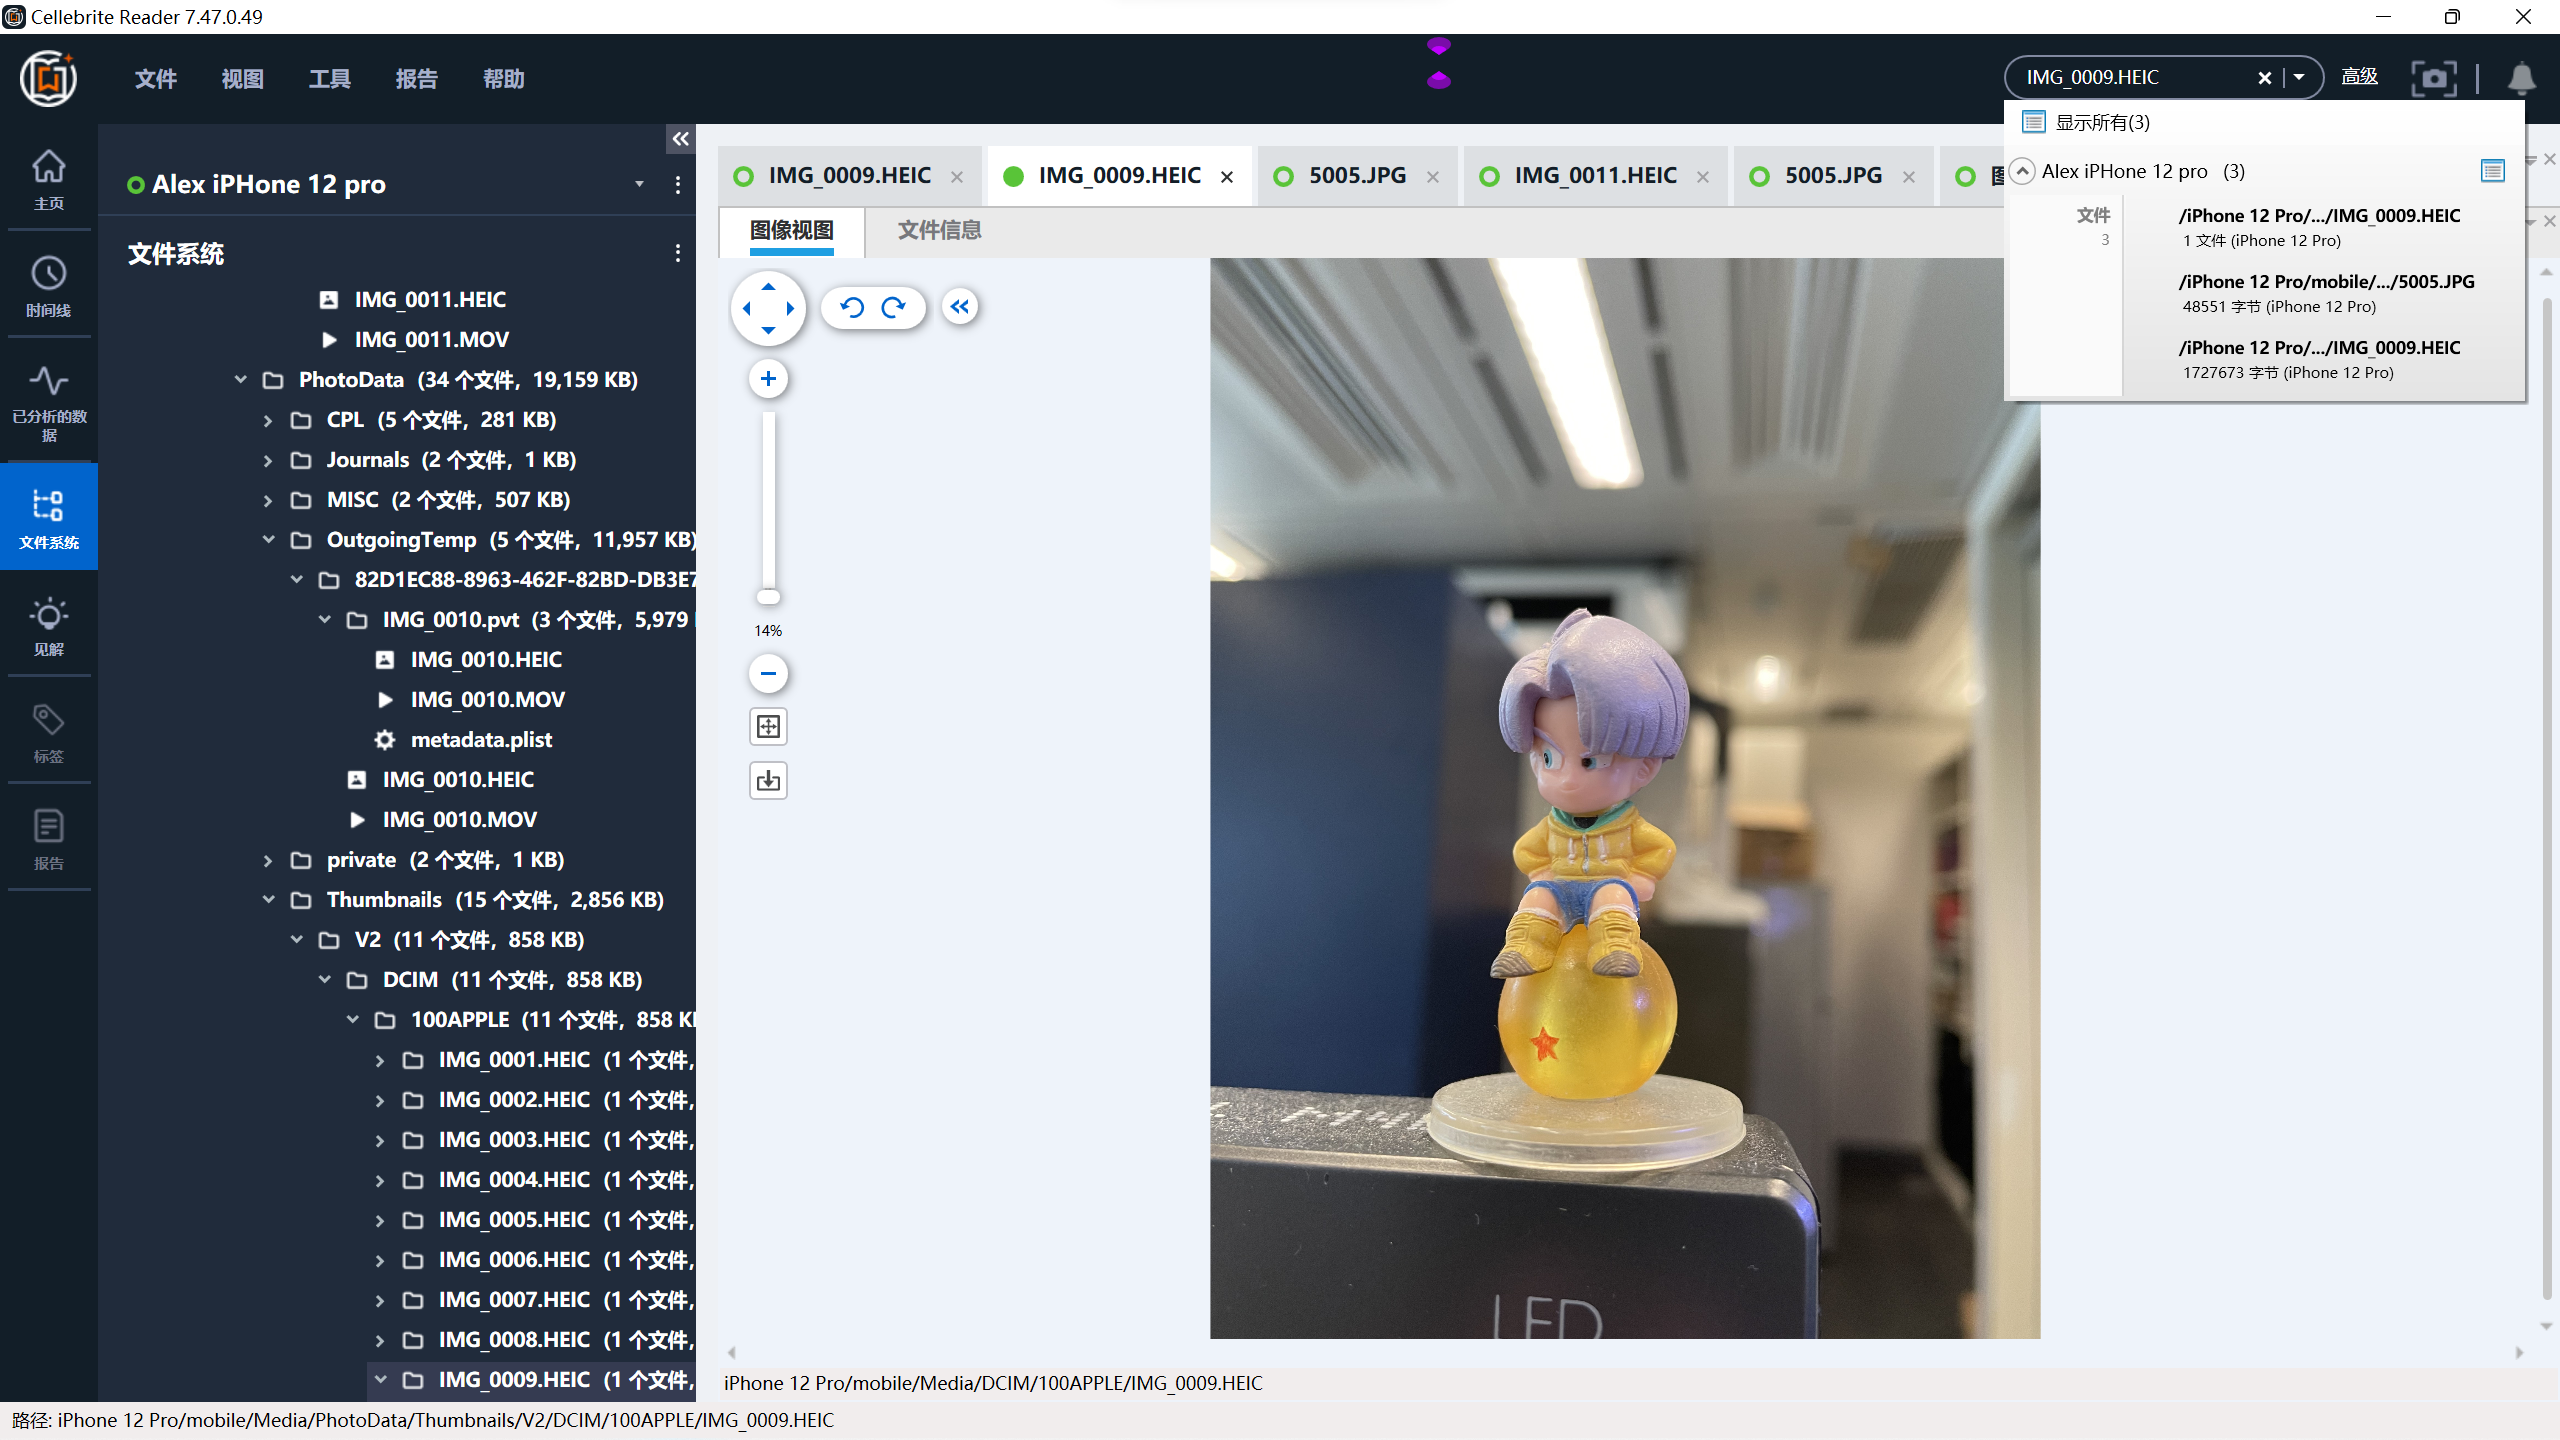 Cellebrite Reader 7.47.0.49
文件 视图 工具 报告 帮助
IMG_0009.HEIC
高级
显示所有(3)
Alex iPHone 12 pro (3)
文件
3
/iPhone 12 Pro/.../IMG_0009.HEIC
1 文件 (iPhone 12 Pro)
/iPhone 12 Pro/mobile/.../5005.JPG
48551 字节 (iPhone 12 Pro)
/iPhone 12 Pro/.../IMG_0009.HEIC
1727673 字节 (iPhone 12 Pro)
主页
时间线
已分析的数
据
文件系统
见解
标签
报告
Alex iPHone 12 pro
文件系统
IMG_0011.HEIC
IMG_0011.MOV
PhotoData (34 个文件, 19,159 KB)
CPL (5 个文件, 281 KB)
Journals (2 个文件, 1 KB)
MISC (2 个文件, 507 KB)
OutgoingTemp (5 个文件, 11,957 KB)
82D1EC88-8963-462F-82BD-DB3E7
IMG_0010.pvt (3 个文件, 5,979
IMG_0010.HEIC
IMG_0010.MOV
metadata.plist
IMG_0010.HEIC
IMG_0010.MOV
private (2 个文件, 1 KB)
Thumbnails (15 个文件, 2,856 KB)
V2 (11 个文件, 858 KB)
DCIM (11 个文件, 858 KB)
100APPLE (11 个文件, 858 KB
IMG_0001.HEIC (1 个文件,
IMG_0002.HEIC (1 个文件,
IMG_0003.HEIC (1 个文件,
IMG_0004.HEIC (1 个文件,
IMG_0005.HEIC (1 个文件,
IMG_0006.HEIC (1 个文件,
IMG_0007.HEIC (1 个文件,
IMG_0008.HEIC (1 个文件,
IMG_0009.HEIC (1 个文件,
IMG_0009.HEIC IMG_0009.HEIC 5005.JPG IMG_0011.HEIC 5005.JPG
图像视图 文件信息
14%
LED
iPhone 12 Pro/mobile/Media/DCIM/100APPLE/IMG_0009.HEIC
路径: iPhone 12 Pro/mobile/Media/PhotoData/Thumbnails/V2/DCIM/100APPLE/IMG_0009.HEIC